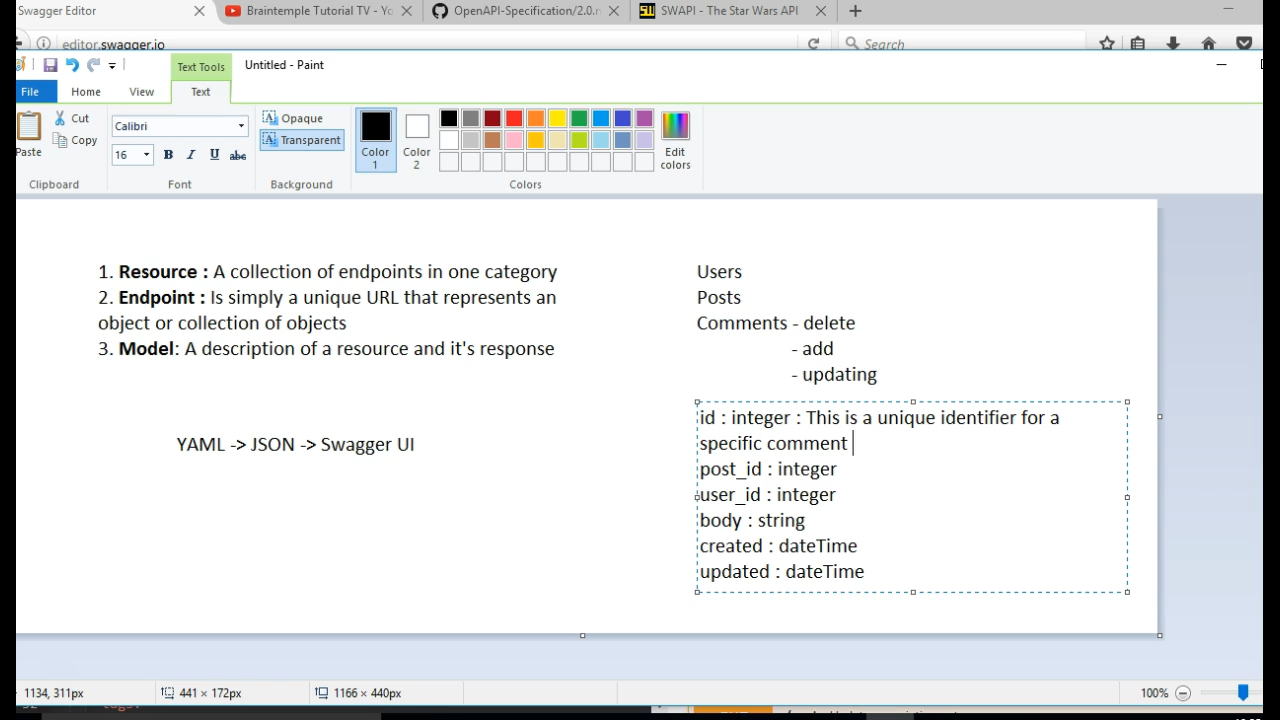 Swagger Editor
Braintemple Tutorial TV - Yo
OpenAPI-Specification/2.0.
SWAPI - The Star Wars API
editor.swagger.io
Search
Text Tools
Untitled - Paint
File
Home
View
Text
Cut
Copy
Paste
Clipboard
Calibri
16
B I U abc
Font
Opaque
Transparent
Background
Color 1
Color 2
Edit colors
Colors
1. Resource : A collection of endpoints in one category
2. Endpoint : Is simply a unique URL that represents an
object or collection of objects
3. Model: A description of a resource and it's response
YAML -> JSON -> Swagger UI
Users
Posts
Comments - delete
- add
- updating
id : integer : This is a unique identifier for a
specific comment
post_id : integer
user_id : integer
body : string
created : dateTime
updated : dateTime
1134, 311px
441 × 172px
1166 × 440px
100%